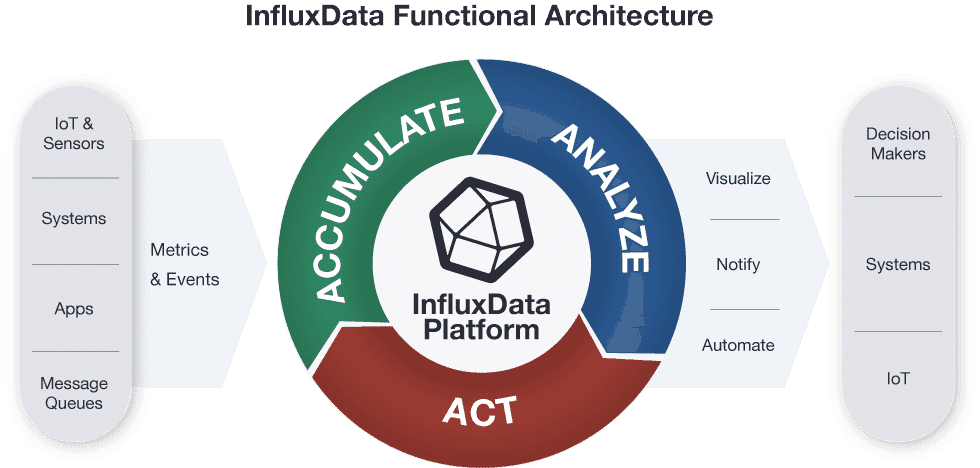 InfluxData Functional Architecture
IoT &
Sensors
Systems
Apps
Message
Queues
Metrics
& Events
ACCUMULATE
ANALYZE
ACT
InfluxData
Platform
Visualize
Notify
Automate
Decision
Makers
Systems
IoT